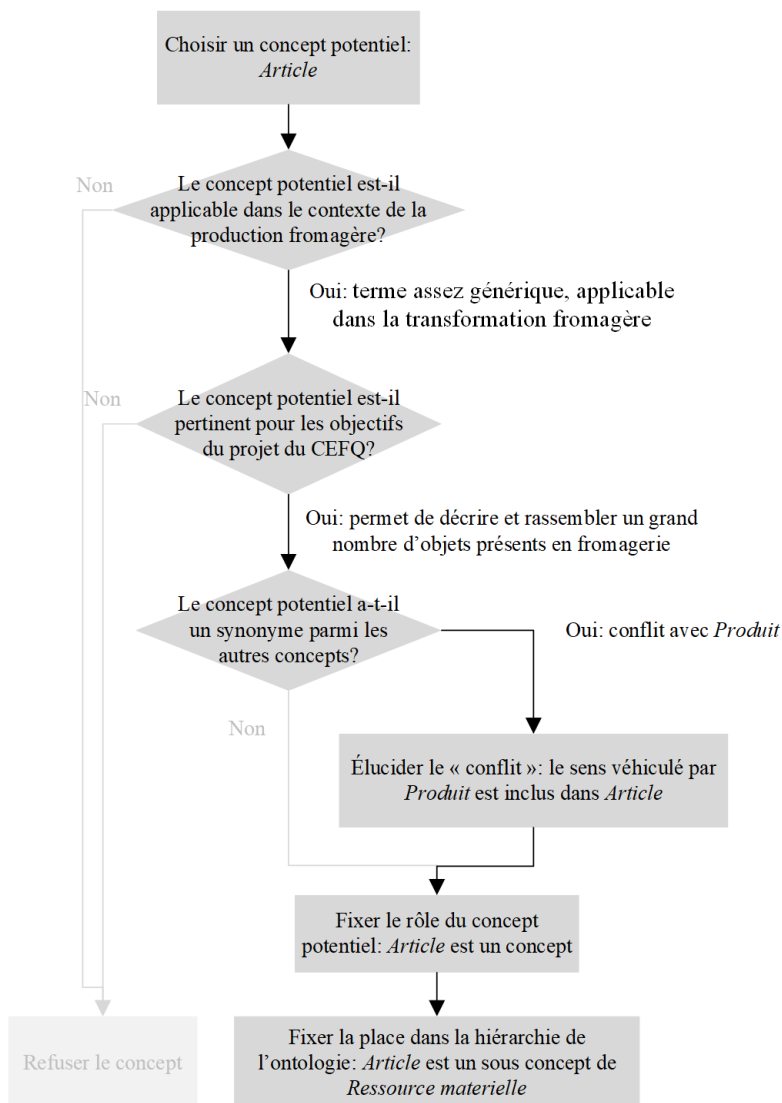 Choisir un concept potentiel:
Article
Non
Le concept potentiel est-il
applicable dans le contexte de la
production fromagère?
Oui: terme assez générique, applicable
dans la transformation fromagère
Non
Le concept potentiel est-il
pertinent pour les objectifs
du projet du CEFQ?
Oui: permet de décrire et rassembler un grand
nombre d’objets présents en fromagerie
Le concept potentiel a-t-il
un synonyme parmi les
autres concepts?
Oui: conflit avec Produit
Non
Élucider le « conflit »: le sens véhiculé par
Produit est inclus dans Article
Fixer le rôle du concept
potentiel: Article est un concept
Refuser le concept
Fixer la place dans la hiérarchie de
l’ontologie: Article est un sous concept de
Ressource materielle